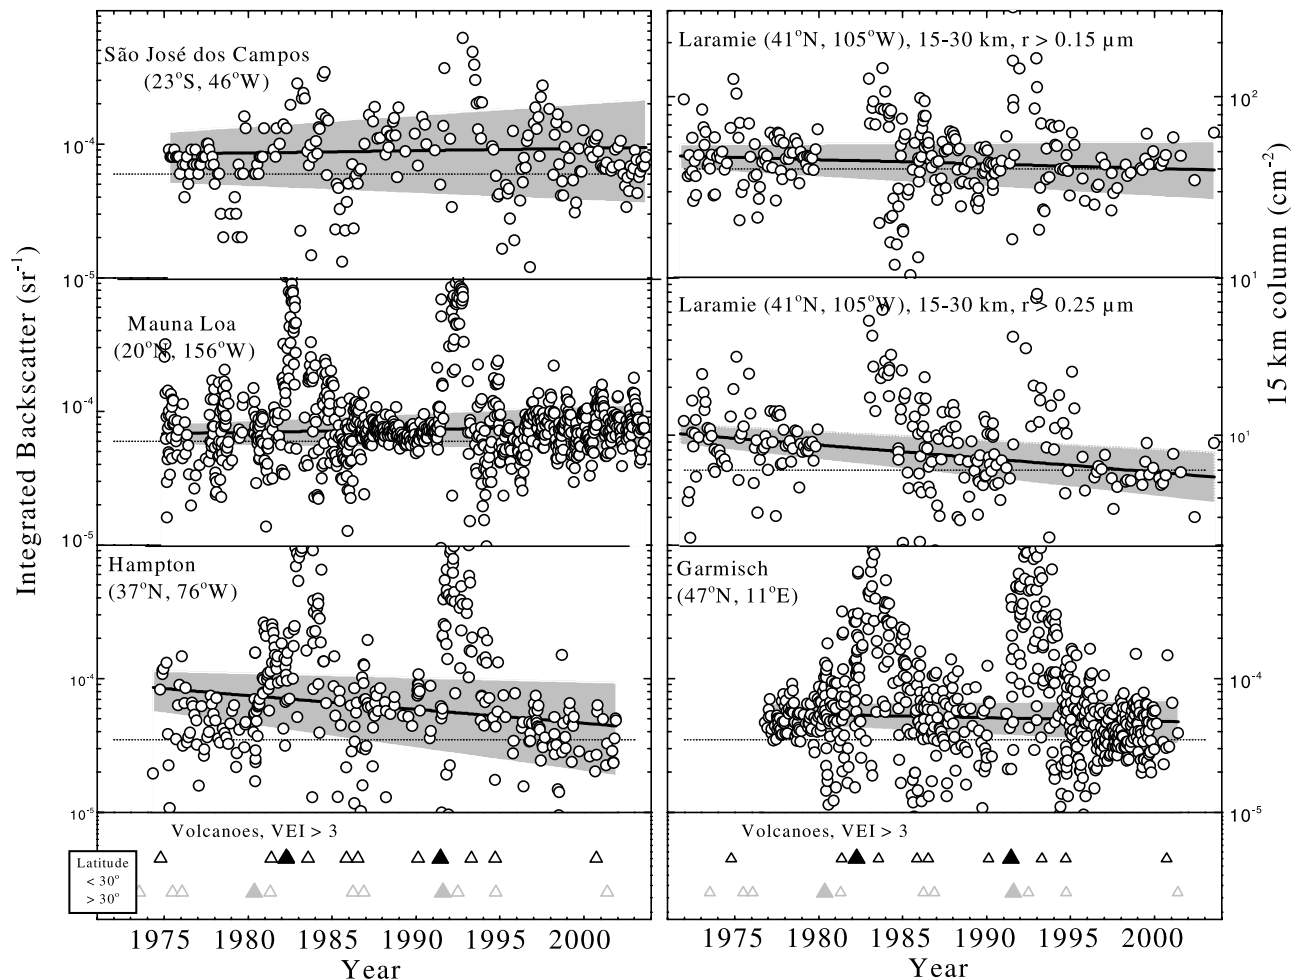 São José dos Campos
(23°S, 46°W)
10⁻⁴
10⁻⁵
Mauna Loa
(20°N, 156°W)
10⁻⁴
10⁻⁵
Hampton
(37°N, 76°W)
10⁻⁴
10⁻⁵
Integrated Backscatter (sr⁻¹)
Volcanoes, VEI > 3
Latitude
< 30°
> 30°
1975 1980 1985 1990 1995 2000
Year
Laramie (41°N, 105°W), 15-30 km, r > 0.15 µm
10²
10¹
Laramie (41°N, 105°W), 15-30 km, r > 0.25 µm
10¹
15 km column (cm⁻²)
Garmisch
(47°N, 11°E)
10⁻⁴
10⁻⁵
Volcanoes, VEI > 3
1975 1980 1985 1990 1995 2000
Year